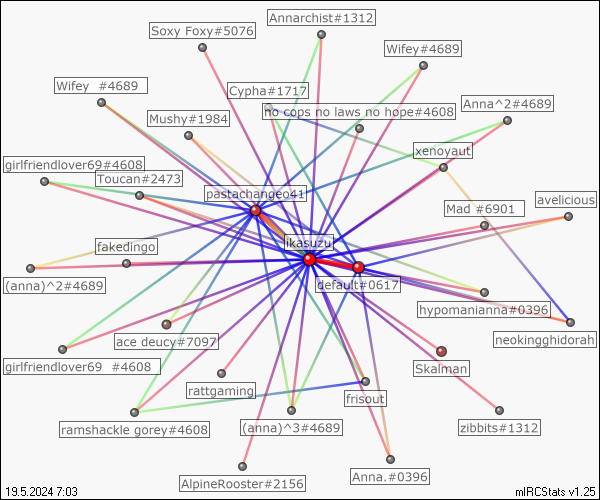 Annarchist#1312
Soxy Foxy#5076
Wifey#4689
Wifey  #4689
Cypha#1717
no cops no laws no hope#4608
Anna^2#4689
Mushy#1984
xenovaut
girlfriendlover69#4608
Toucan#2473
pastachangeo41
avelicious
Mad #6901
likasuzu
fakedingo
(anna)^2#4689
default#0617
hypomanianna#0396
neokingghidorah
ace deucy#7097
girlfriendlover69  #4608
Skalman
rattgaming
frisout
ramshackle gorey#4608
(anna)^3#4689
zibbits#1312
AlpineRooster#2156
Anna.#0396
19.5.2024 7:03
mIRCStats v1.25